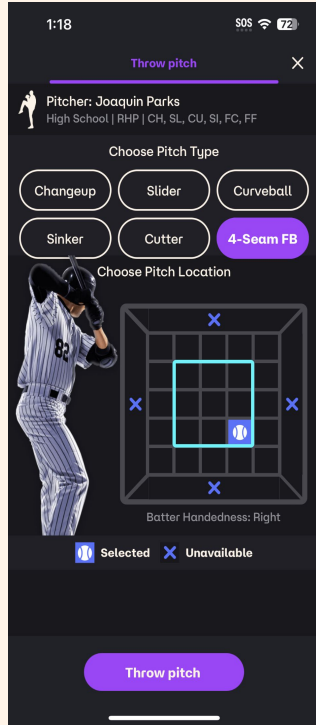 1:18
SOS
72
Throw pitch
Pitcher: Joaquin Parks
High School | RHP | CH, SL, CU, SI, FC, FF
Choose Pitch Type
Changeup Slider Curveball
Sinker Cutter 4-Seam FB
Choose Pitch Location
82
Batter Handedness: Right
Selected Unavailable
Throw pitch